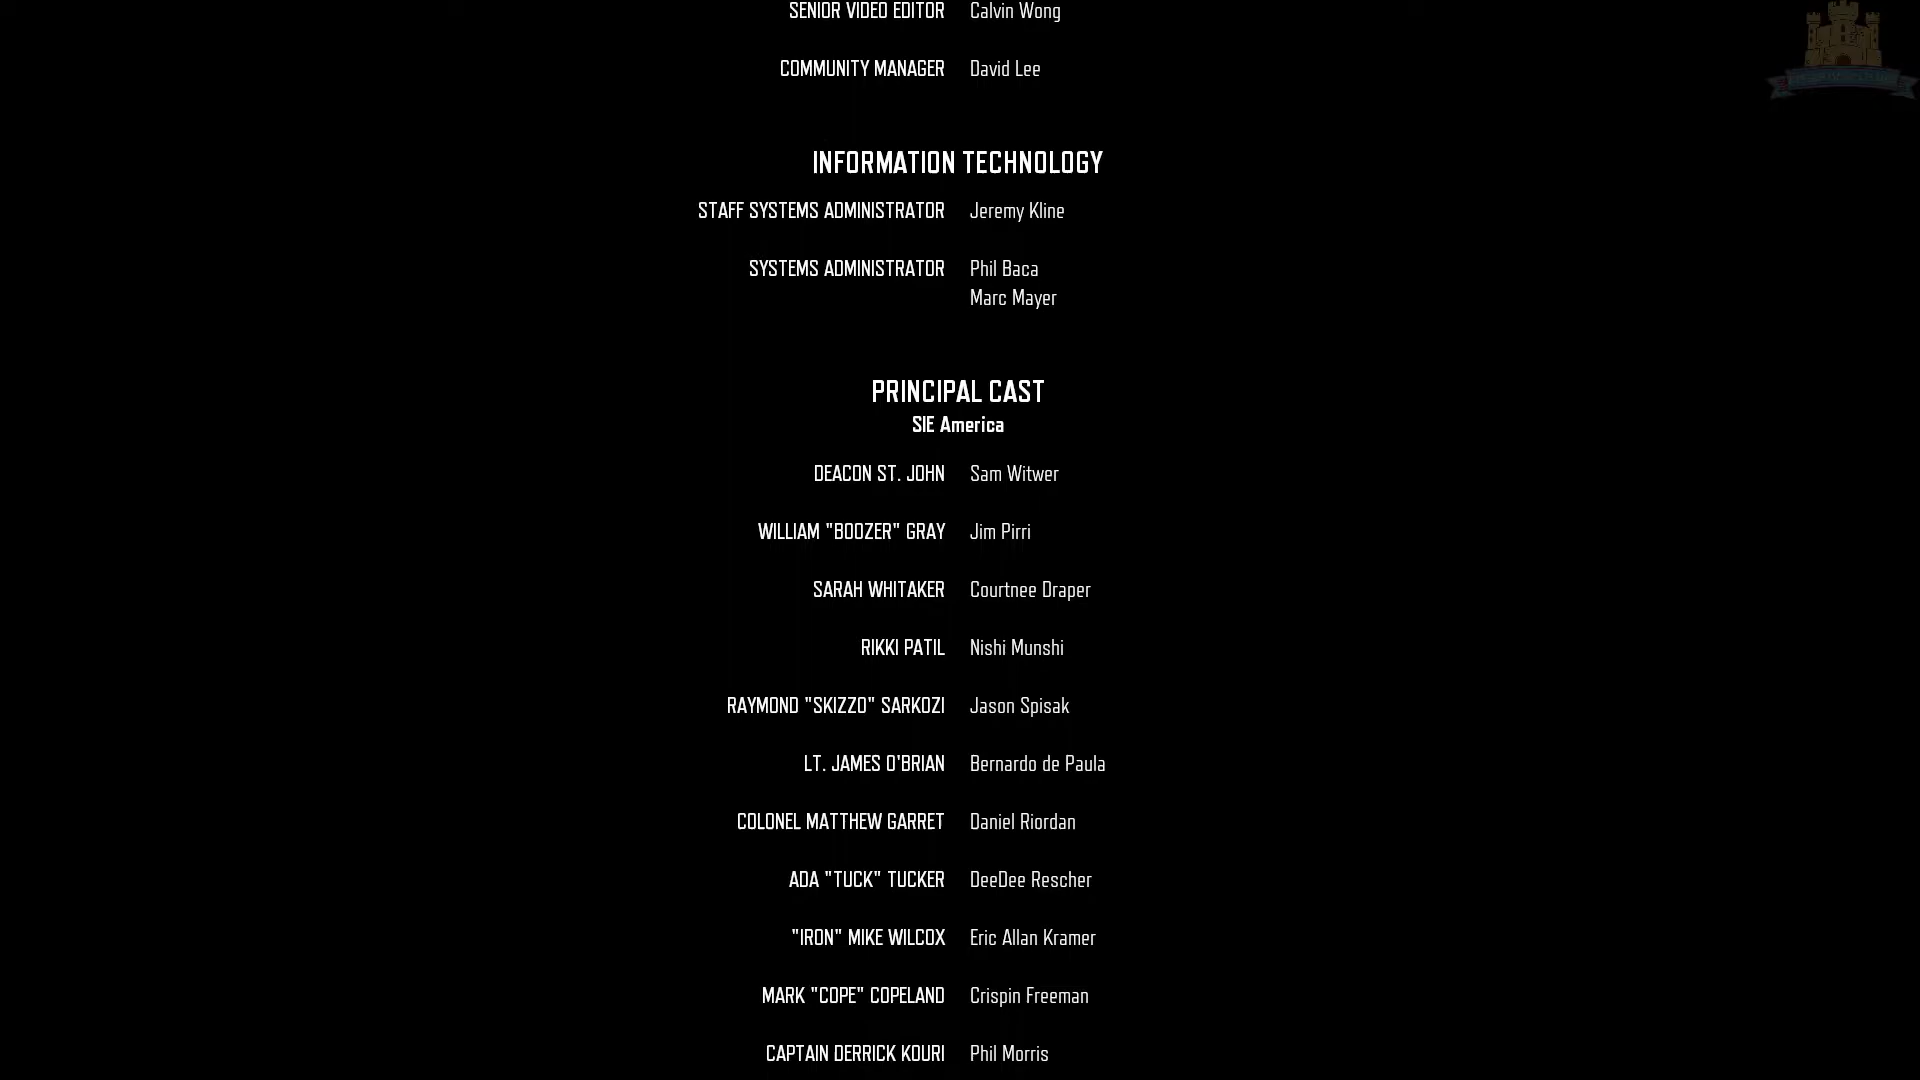 SENIOR VIDEO EDITOR Calvin Wong
COMMUNITY MANAGER David Lee
INFORMATION TECHNOLOGY
STAFF SYSTEMS ADMINISTRATOR Jeremy Kline
SYSTEMS ADMINISTRATOR Phil Baca
Marc Mayer
PRINCIPAL CAST
SIE America
DEACON ST. JOHN Sam Witwer
WILLIAM "BOOZER" GRAY Jim Pirri
SARAH WHITAKER Courtnee Draper
RIKKI PATIL Nishi Munshi
RAYMOND "SKIZZO" SARKOZI Jason Spisak
LT. JAMES O'BRIAN Bernardo de Paula
COLONEL MATTHEW GARRET Daniel Riordan
ADA "TUCK" TUCKER DeeDee Rescher
"IRON" MIKE WILCOX Eric Allan Kramer
MARK "COPE" COPELAND Crispin Freeman
CAPTAIN DERRICK KOURI Phil Morris